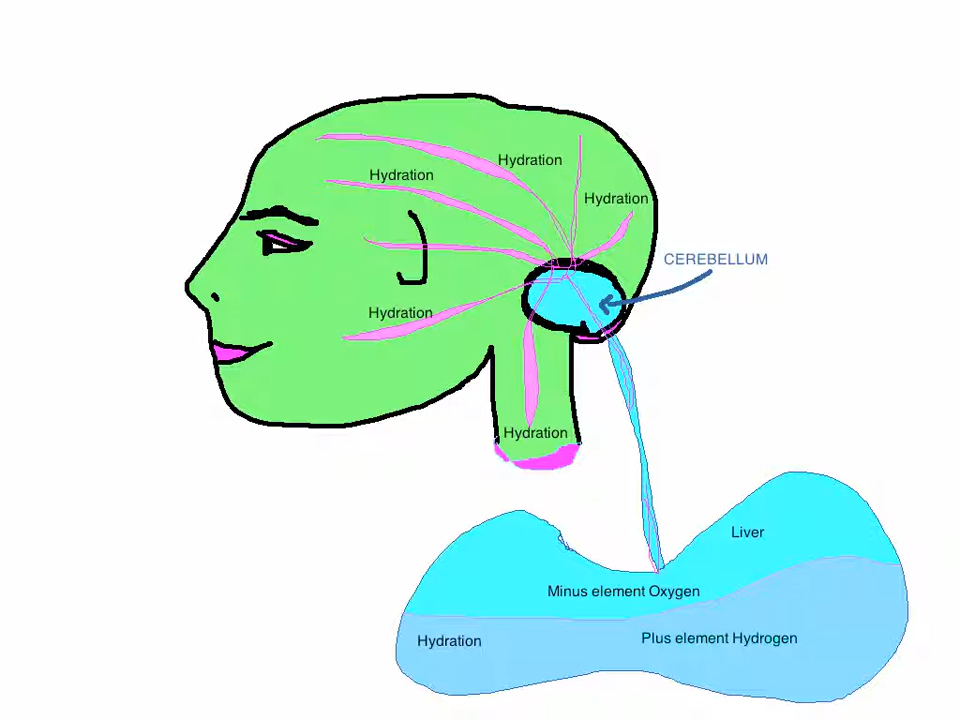 Hydration
Hydration
Hydration
CEREBELLUM
Hydration
Hydration
Liver
Minus element Oxygen
Hydration
Plus element Hydrogen